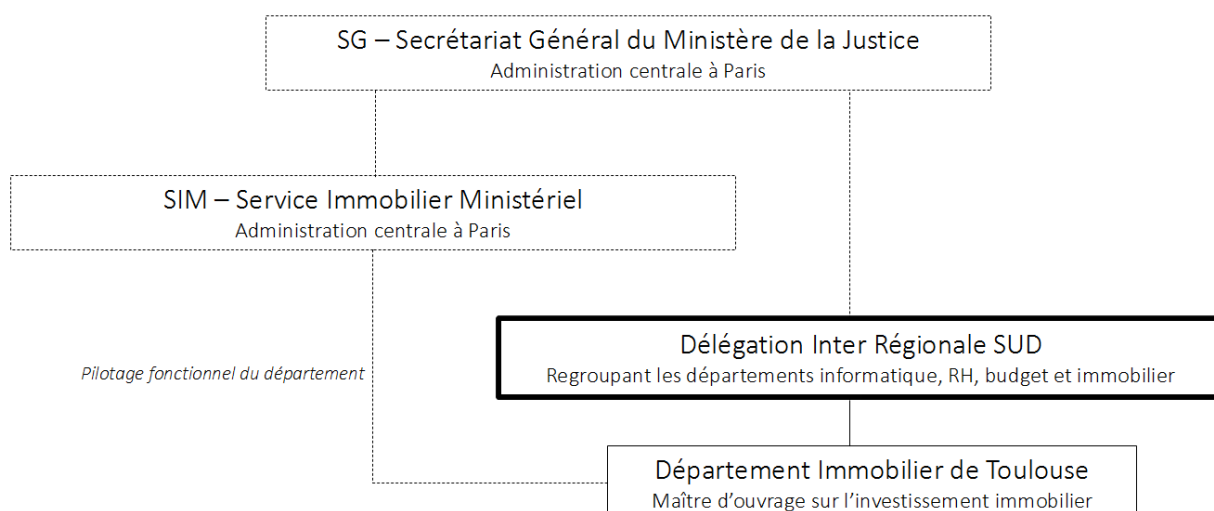 SG – Secrétariat Général du Ministère de la Justice
Administration centrale à Paris
SIM – Service Immobilier Ministériel
Administration centrale à Paris
Délégation Inter Régionale SUD
Regroupant les départements informatique, RH, budget et immobilier
Pilotage fonctionnel du département
Département Immobilier de Toulouse
Maître d’ouvrage sur l’investissement immobilier